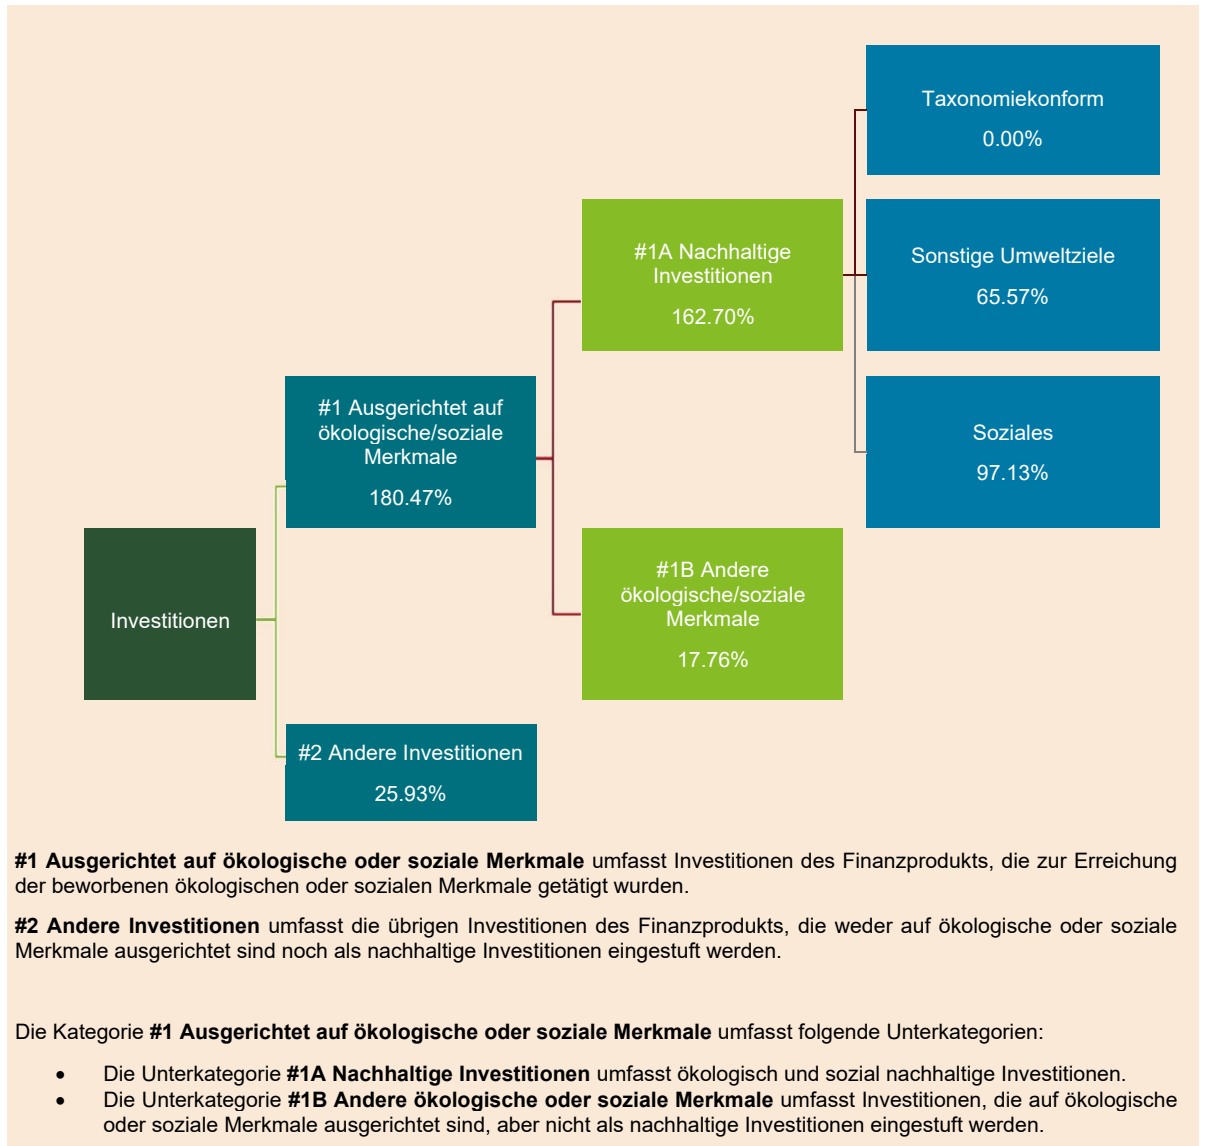 Taxonomiekonform
0.00%
#1A Nachhaltige
Investitionen
162.70%
Sonstige Umweltziele
65.57%
#1 Ausgerichtet auf
ökologische/soziale
Merkmale
180.47%
Soziales
97.13%
Investitionen
#1B Andere
ökologische/soziale
Merkmale
17.76%
#2 Andere Investitionen
25.93%
#1 Ausgerichtet auf ökologische oder soziale Merkmale umfasst Investitionen des Finanzprodukts, die zur Erreichung
der beworbenen ökologischen oder sozialen Merkmale getätigt wurden.
#2 Andere Investitionen umfasst die übrigen Investitionen des Finanzprodukts, die weder auf ökologische oder soziale
Merkmale ausgerichtet sind noch als nachhaltige Investitionen eingestuft werden.
Die Kategorie #1 Ausgerichtet auf ökologische oder soziale Merkmale umfasst folgende Unterkategorien:
• Die Unterkategorie #1A Nachhaltige Investitionen umfasst ökologisch und sozial nachhaltige Investitionen.
• Die Unterkategorie #1B Andere ökologische oder soziale Merkmale umfasst Investitionen, die auf ökologische
oder soziale Merkmale ausgerichtet sind, aber nicht als nachhaltige Investitionen eingestuft werden.